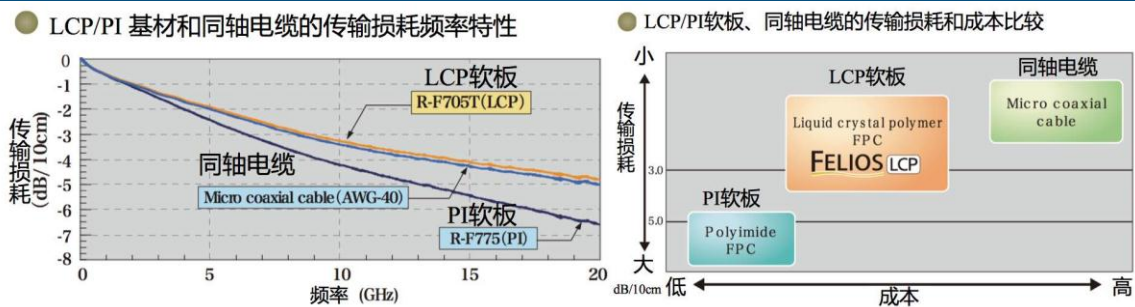 LCP/PI 基材和同轴电缆的传输损耗频率特性
传输损耗
(dB/10cm)
0
-1
-2
-3
-4
-5
-6
-7
-8
LCP软板
R-F705T(LCP)
同轴电缆
Micro coaxial cable(AWG-40)
PI软板
R-F775(PI)
0
5
10
15
20
频率 (GHz)
LCP/PI软板、同轴电缆的传输损耗和成本比较
小
传输损耗
3.0
5.0
大
dB/10cm
LCP软板
Liquid crystal polymer
FPC
FELIOS LCP
同轴电缆
Micro coaxial
cable
PI软板
Polyimide
FPC
低
成本
高